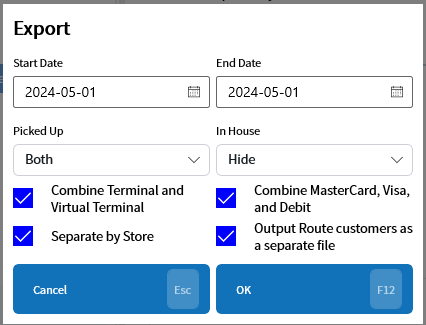 Export
Start Date
End Date
2024-05-01
2024-05-01
Picked Up
In House
Both
Hide
Combine Terminal and
Virtual Terminal
Combine MasterCard, Visa,
and Debit
Separate by Store
Output Route customers as
a separate file
Cancel
Esc
OK
F12